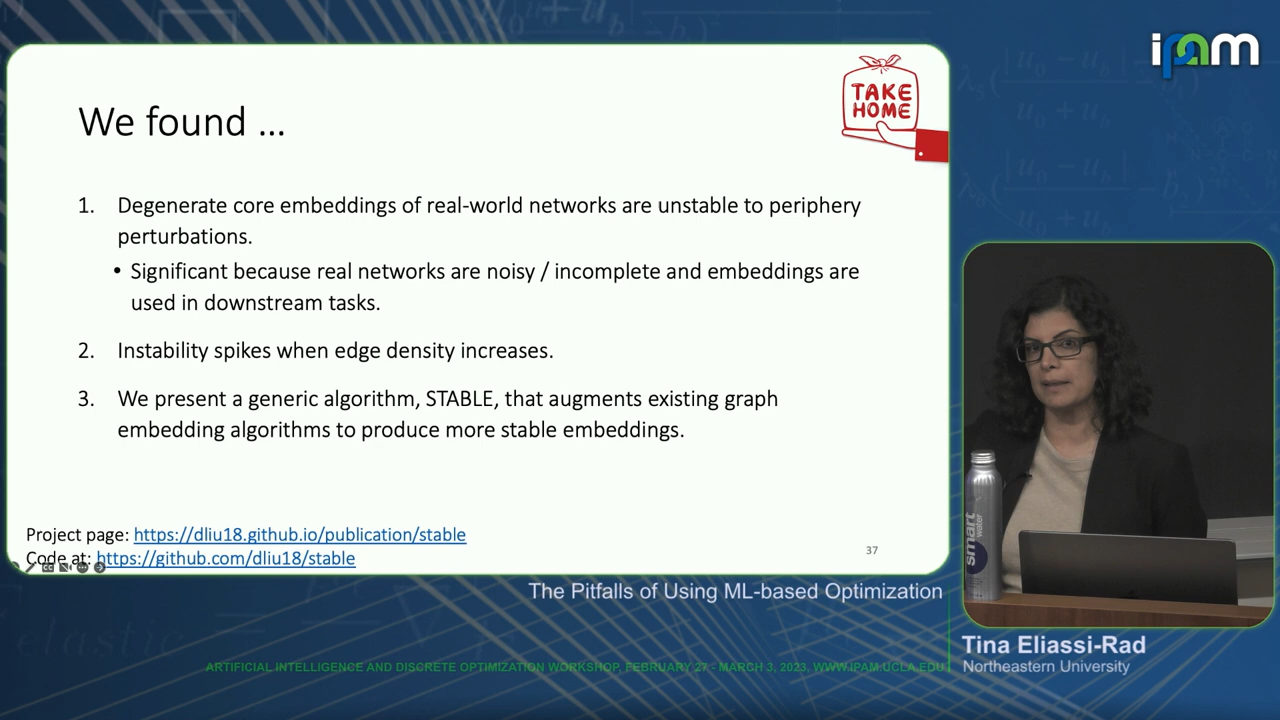 ipam
TAKE
HOME
We found ...
1. Degenerate core embeddings of real-world networks are unstable to periphery
perturbations.
• Significant because real networks are noisy / incomplete and embeddings are
used in downstream tasks.
2. Instability spikes when edge density increases.
3. We present a generic algorithm, STABLE, that augments existing graph
embedding algorithms to produce more stable embeddings.
Project page: https://dliu18.github.io/publication/stable
Code at: https://github.com/dliu18/stable
37
smart
water
The Pitfalls of Using ML-based Optimization
Tina Eliassi-Rad
Northeastern University
ARTIFICIAL INTELLIGENCE AND DISCRETE OPTIMIZATION WORKSHOP, FEBRUARY 27 - MARCH 3, 2023, WWW.IPAM.UCLA.EDU
elastic